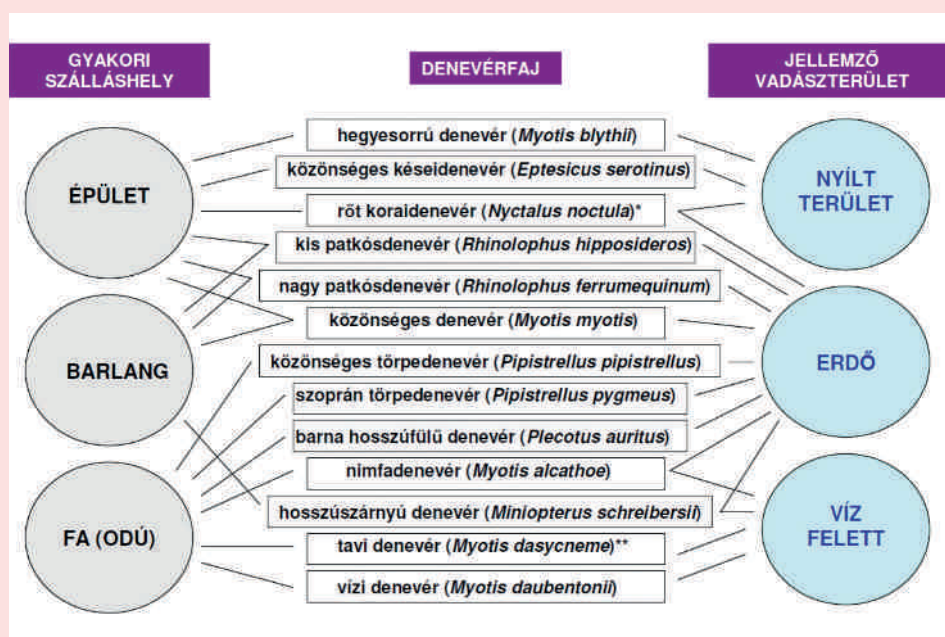 GYAKORI
SZÁLLÁSHELY
DENEVÉRFAJ
JELLEMZŐ
VADÁSZTERÜLET
ÉPÜLET
BARLANG
FA (ODÚ)
hegyesorrú denevér (Myotis blythii)
közönséges késeidenevér (Eptesicus serotinus)
rőt koraidenevér (Nyctalus noctula)*
kis patkósdenevér (Rhinolophus hipposideros)
nagy patkósdenevér (Rhinolophus ferrumequinum)
közönséges denevér (Myotis myotis)
közönséges törpedenevér (Pipistrellus pipistrellus)
szoprán törpedenevér (Pipistrellus pygmeus)
barna hosszúfülű denevér (Plecotus auritus)
nimfadenevér (Myotis alcathoe)
hosszúszárnyú denevér (Miniopterus schreibersii)
tavi denevér (Myotis dasycneme)**
vízi denevér (Myotis daubentonii)
NYÍLT
TERÜLET
ERDŐ
VÍZ
FELETT